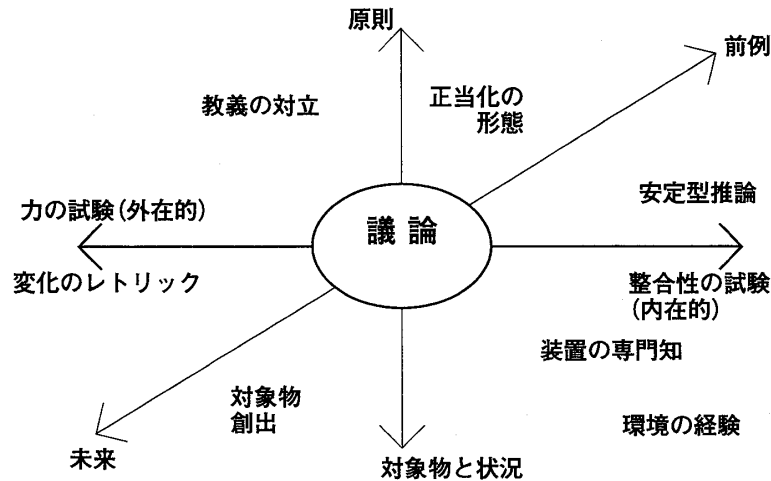 原則
前例
教義の対立
正当化の
形態
安定型推論
力の試験(外在的)
議論
変化のレトリック
整合性の試験
(内在的)
装置の専門知
対象物
創出
環境の経験
未来
対象物と状況